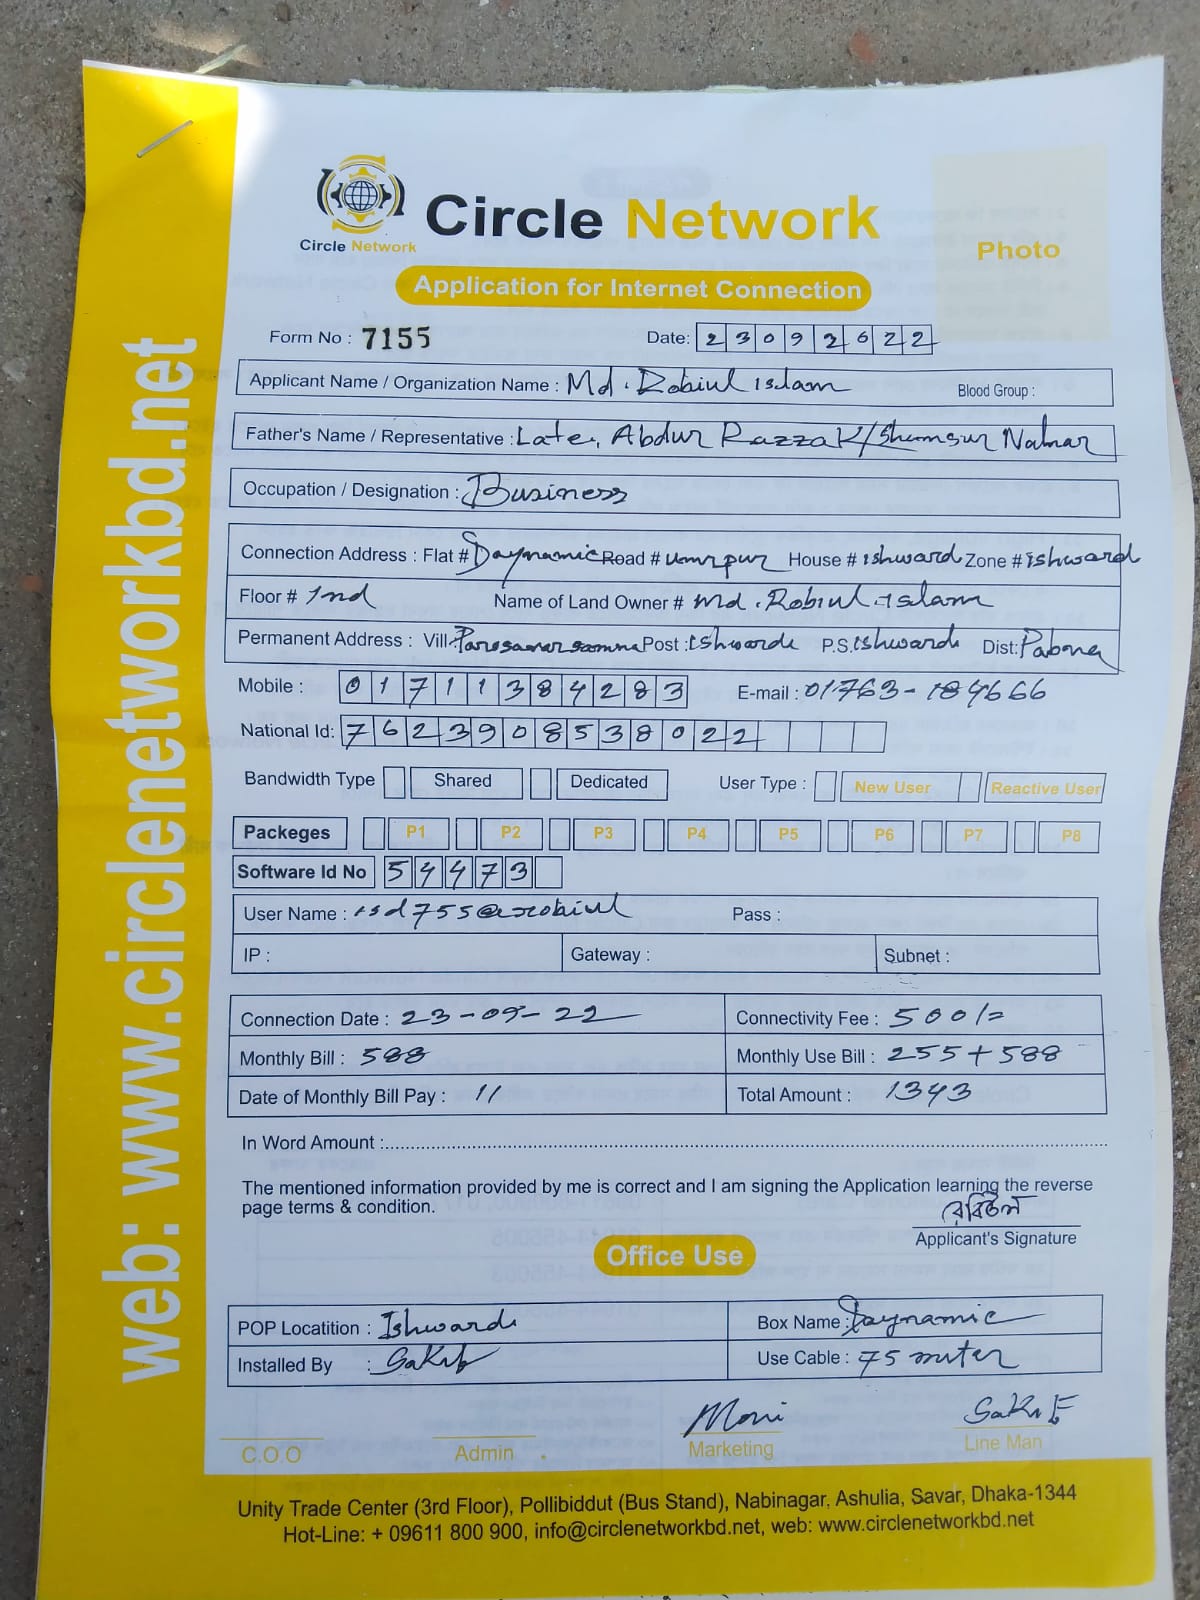 Circle Network
Circle Network
Photo
Application for Internet Connection
Form No : 7155
Date: 23092022
Applicant Name / Organization Name : Md. Robiul islam
Blood Group :
Father's Name / Representative : Late, Abdur RazzaK/Shamsur Nahar
Occupation / Designation : Business
Connection Address : Flat # Daynamic Road # umrpur House # ishwardi Zone # ishwardi
Floor # 2nd Name of Land Owner # Md. Robiul islam
Permanent Address : Vill: Post : Ishwardi P.S. Ishwardi Dist: Pabna
Mobile : 01711384283 E-mail : 01763-184666
National Id: 7623908538022
Bandwidth Type Shared Dedicated User Type : New User Reactive User
Packeges P1 P2 P3 P4 P5 P6 P7 P8
Software Id No 54473
User Name : isd755@robiul Pass :
IP : Gateway : Subnet :
Connection Date : 23-09-22 Connectivity Fee : 500/=
Monthly Bill : 588 Monthly Use Bill : 255+588
Date of Monthly Bill Pay : 11 Total Amount : 1343
In Word Amount :
The mentioned information provided by me is correct and I am signing the Application learning the reverse
page terms & condition.
রবিউল
Applicant's Signature
Office Use
POP Locatition : Ishwardi Box Name : Daynamic
Installed By : Sakib Use Cable : 75 miter
Moni Sakib
C.O.O Admin Marketing Line Man
Unity Trade Center (3rd Floor), Pollibiddut (Bus Stand), Nabinagar, Ashulia, Savar, Dhaka-1344
Hot-Line: + 09611 800 900, info@circlenetworkbd.net, web: www.circlenetworkbd.net
web: www.circlenetworkbd.net